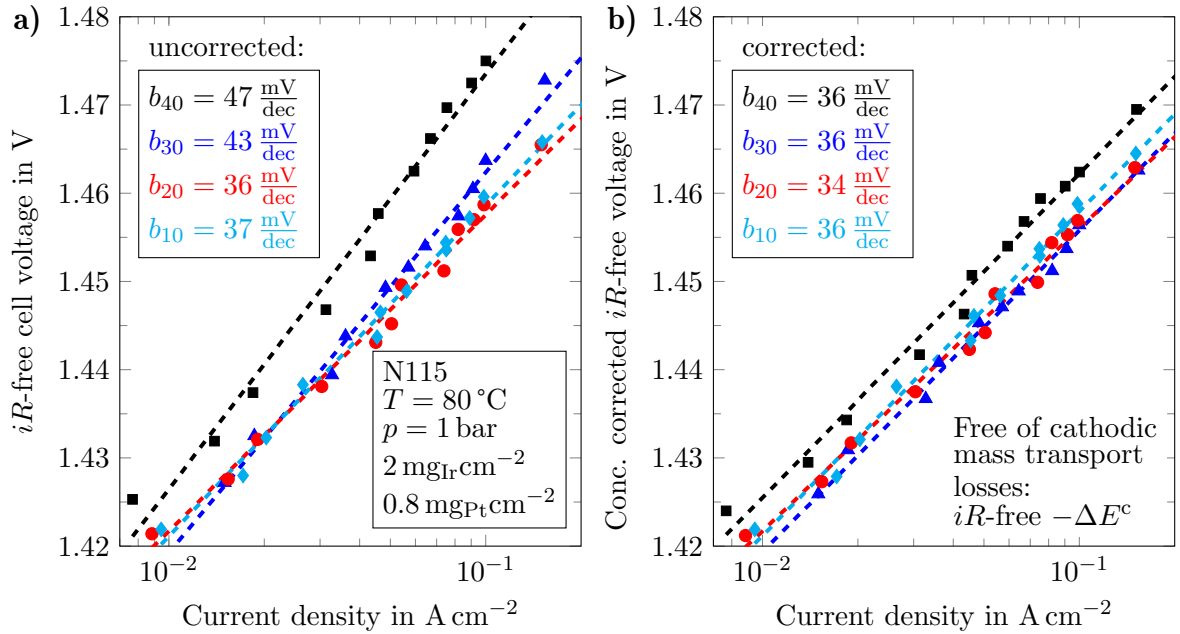 a)
uncorrected:
b₄₀ = 47 mV/dec
b₃₀ = 43 mV/dec
b₂₀ = 36 mV/dec
b₁₀ = 37 mV/dec
N115
T = 80 °C
p = 1 bar
2 mg_Ir cm⁻²
0.8 mg_Pt cm⁻²
iR-free cell voltage in V
1.48
1.47
1.46
1.45
1.44
1.43
1.42
10⁻²
10⁻¹
Current density in A cm⁻²
b)
corrected:
b₄₀ = 36 mV/dec
b₃₀ = 36 mV/dec
b₂₀ = 34 mV/dec
b₁₀ = 36 mV/dec
Free of cathodic
mass transport
losses:
iR-free −ΔEᶜ
Conc. corrected iR-free voltage in V
1.48
1.47
1.46
1.45
1.44
1.43
1.42
10⁻²
10⁻¹
Current density in A cm⁻²